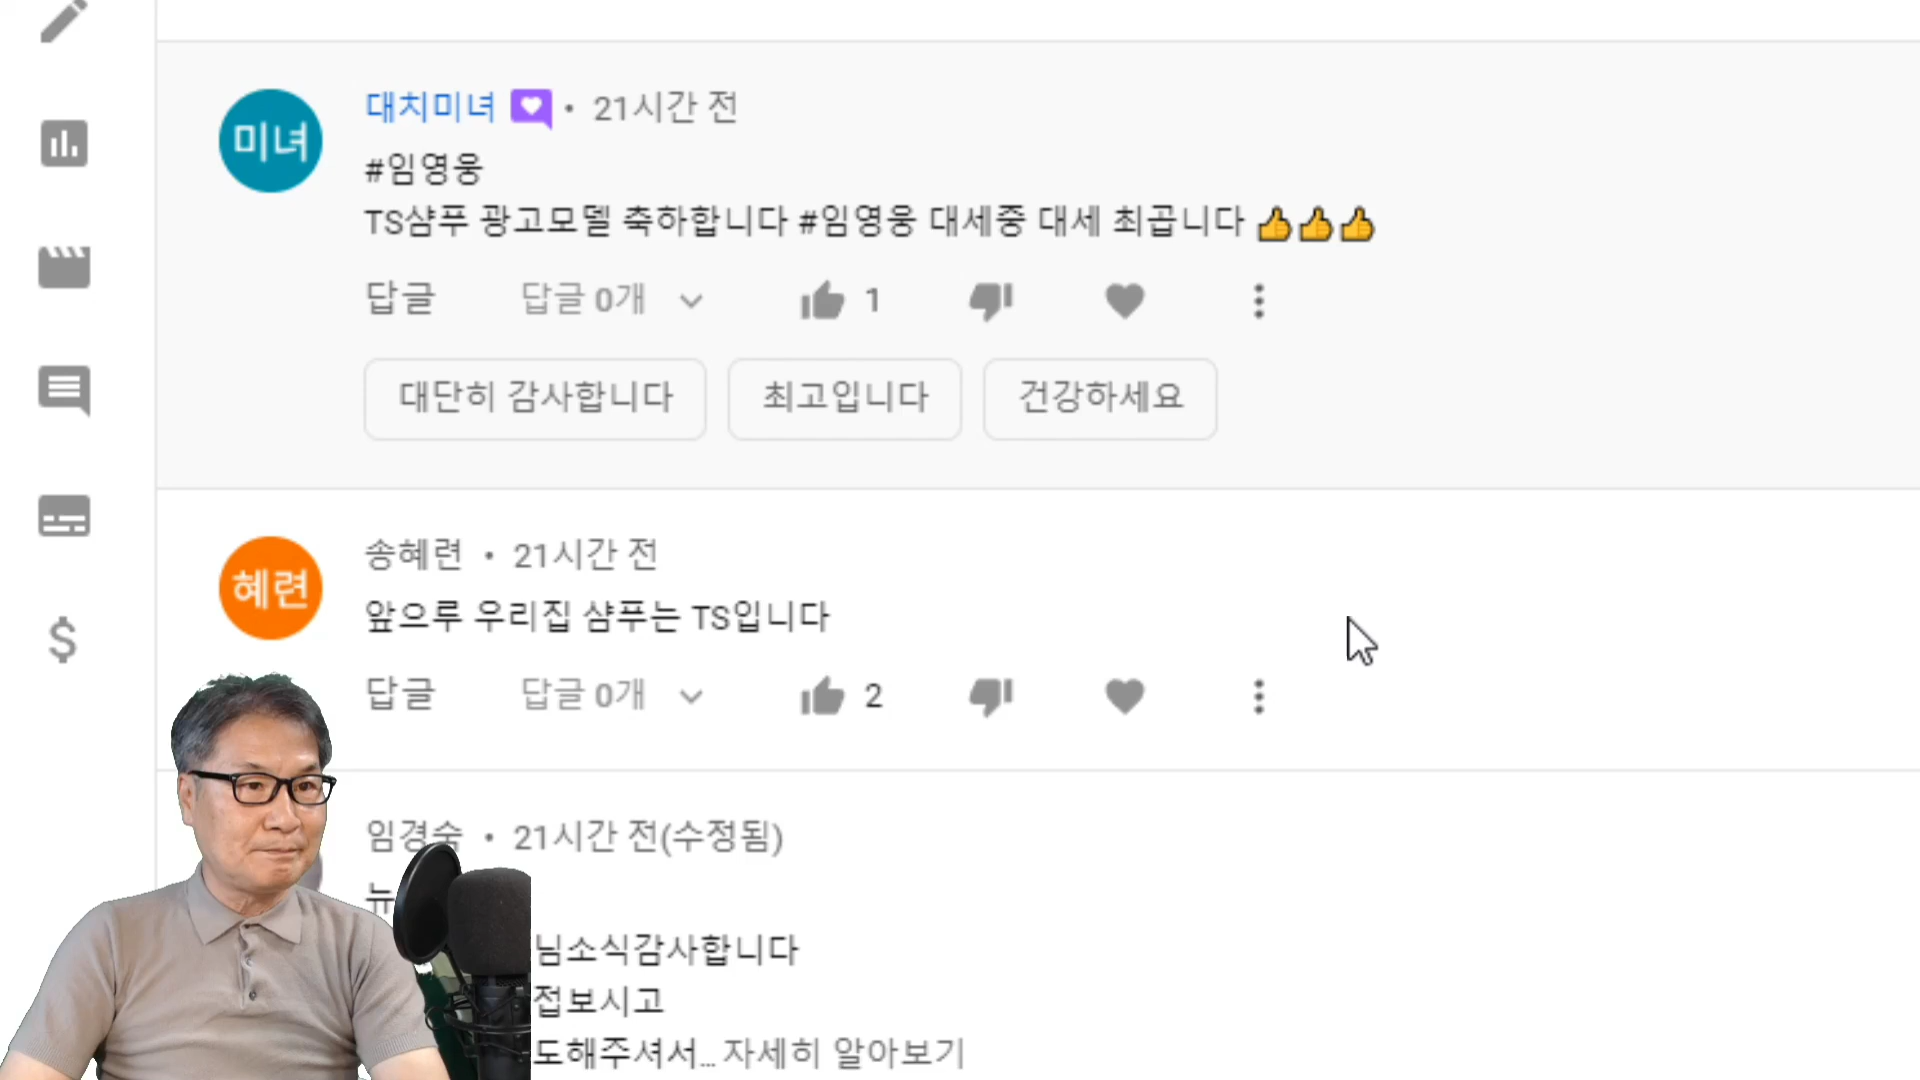 미녀
대치미녀 • 21시간 전
#임영웅
TS샴푸 광고모델 축하합니다 #임영웅 대세중 대세 최곱니다 👍👍👍
답글 답글 0개 1
대단히 감사합니다 최고입니다 건강하세요
혜련
송혜련 • 21시간 전
앞으루 우리집 샴푸는 TS입니다
답글 답글 0개 2
임경숙 • 21시간 전(수정됨)
뉴
님소식감사합니다
접보시고
도해주셔서... 자세히 알아보기